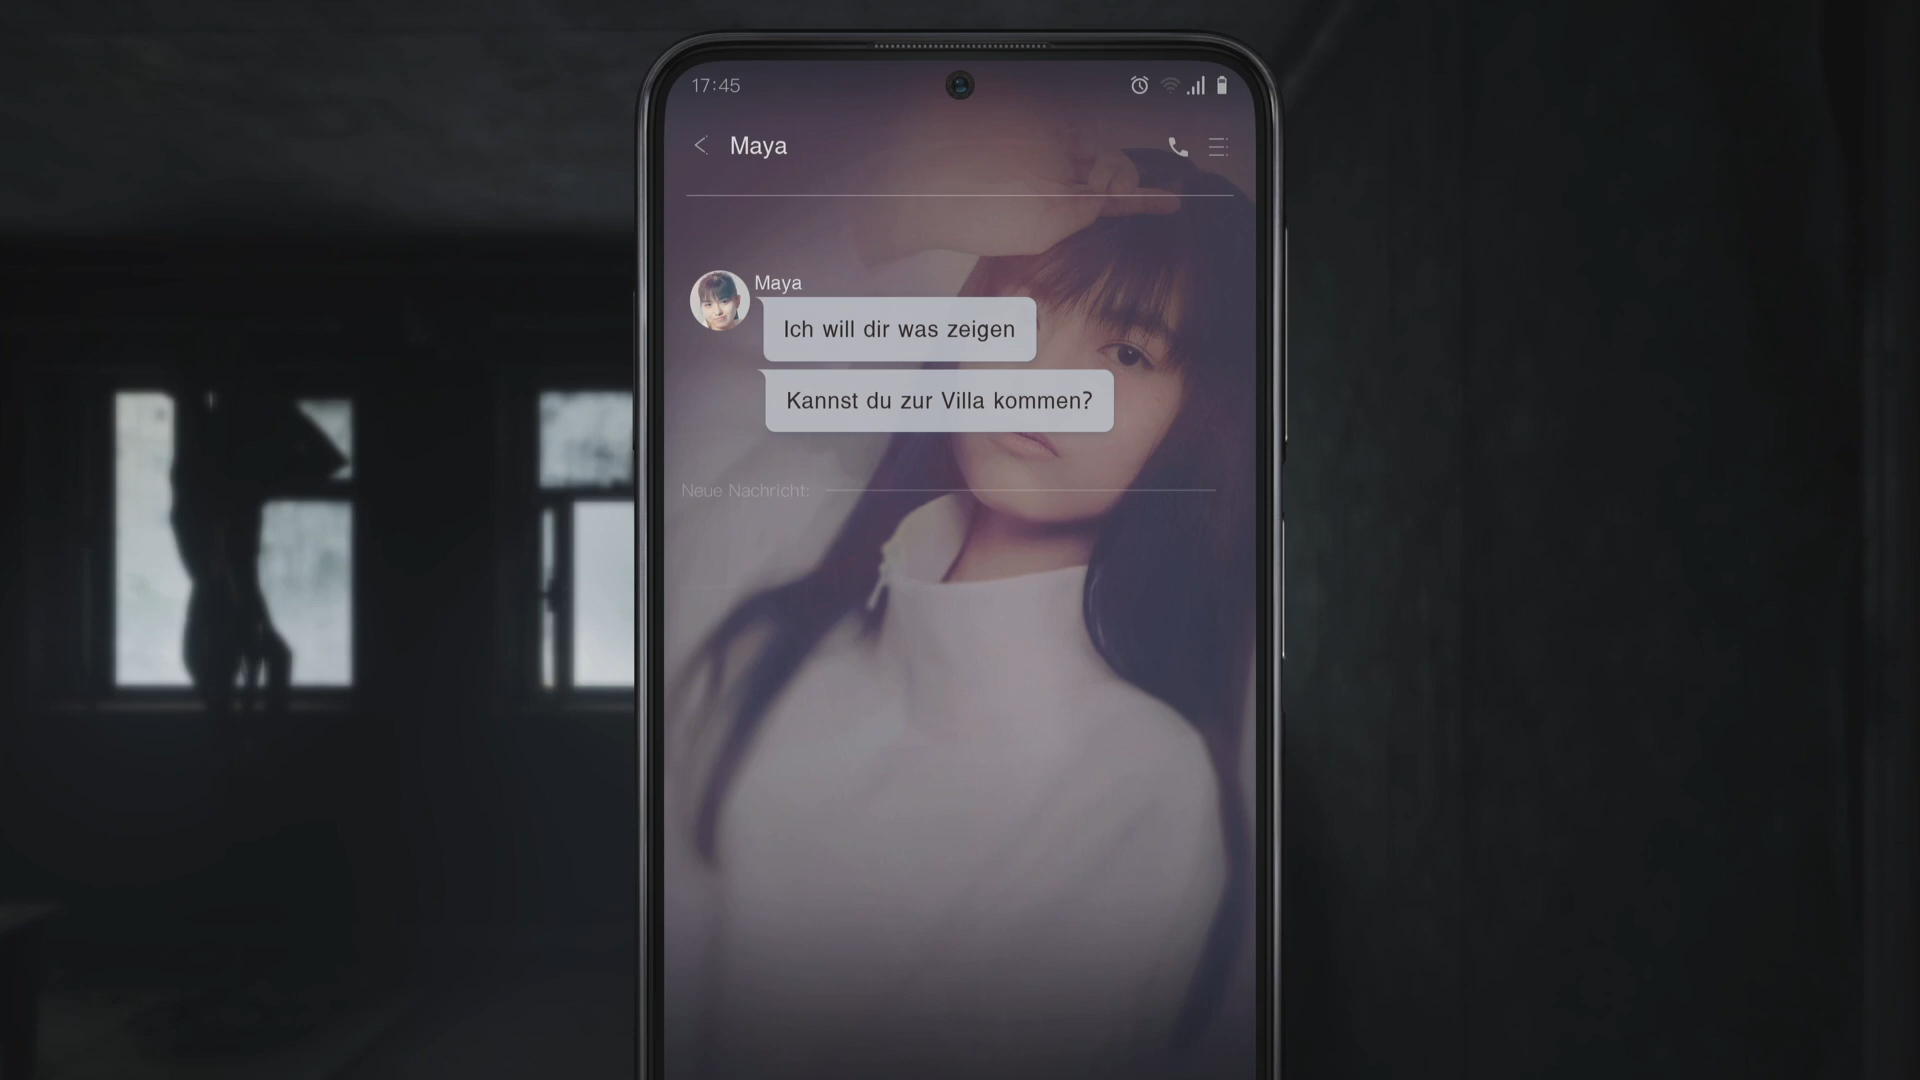 17:45
Maya
Maya
Ich will dir was zeigen
Kannst du zur Villa kommen?
Neue Nachricht: